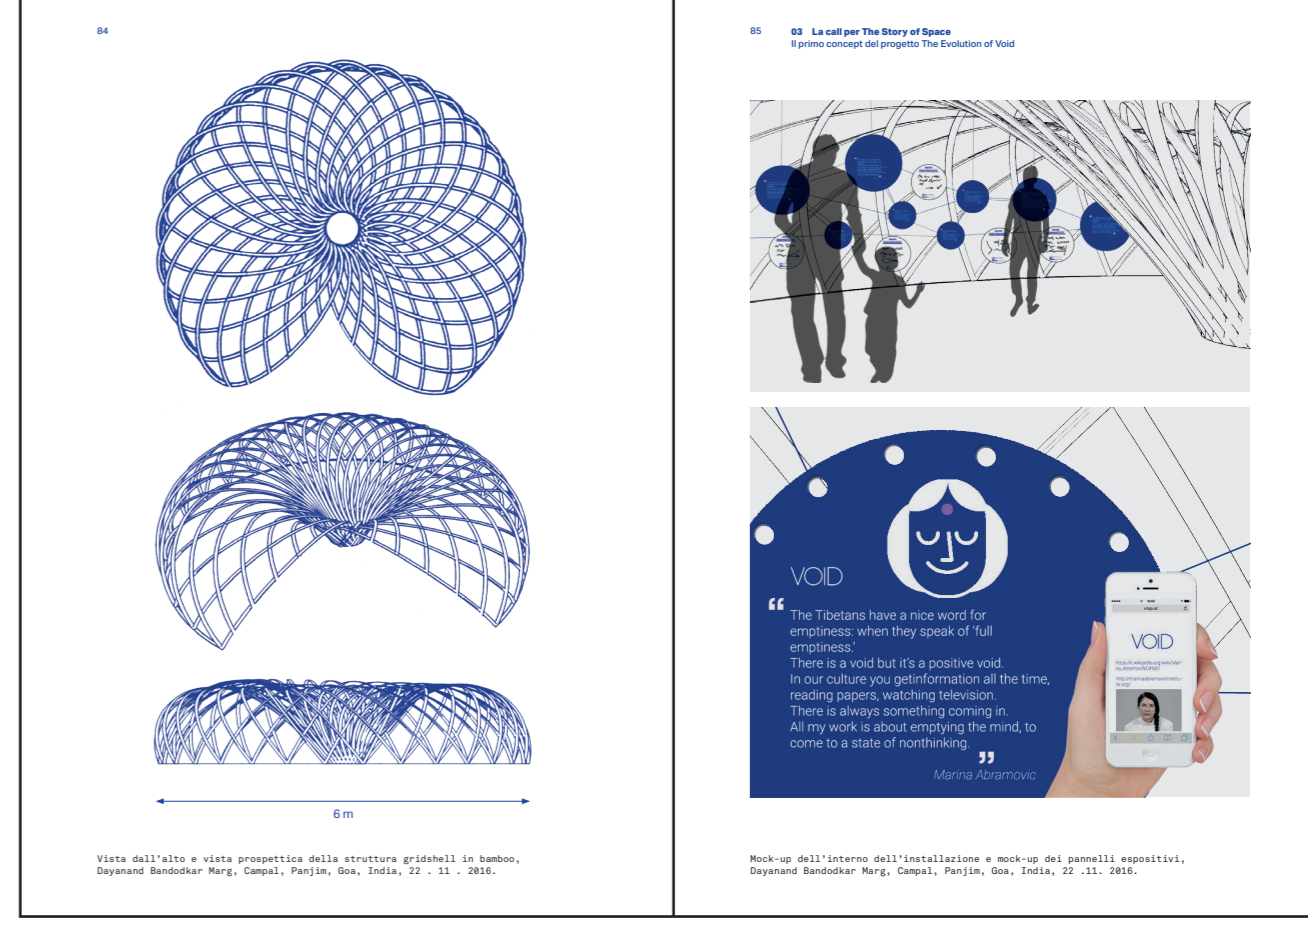 84
6 m
Vista dall'alto e vista prospettica della struttura gridshell in bamboo,
Dayanand Bandodkar Marg, Campal, Panjim, Goa, India, 22 . 11 . 2016.
85 03 La call per The Story of Space
Il primo concept del progetto The Evolution of Void
VOID
“
The Tibetans have a nice word for
emptiness: when they speak of 'full
emptiness.'
There is a void but it's a positive void.
In our culture you getinformation all the time,
reading papers, watching television.
There is always something coming in.
All my work is about emptying the mind, to
come to a state of nonthinking.
”
Marina Abramovic
VOID
Mock-up dell'interno dell'installazione e mock-up dei pannelli espositivi,
Dayanand Bandodkar Marg, Campal, Panjim, Goa, India, 22 .11. 2016.